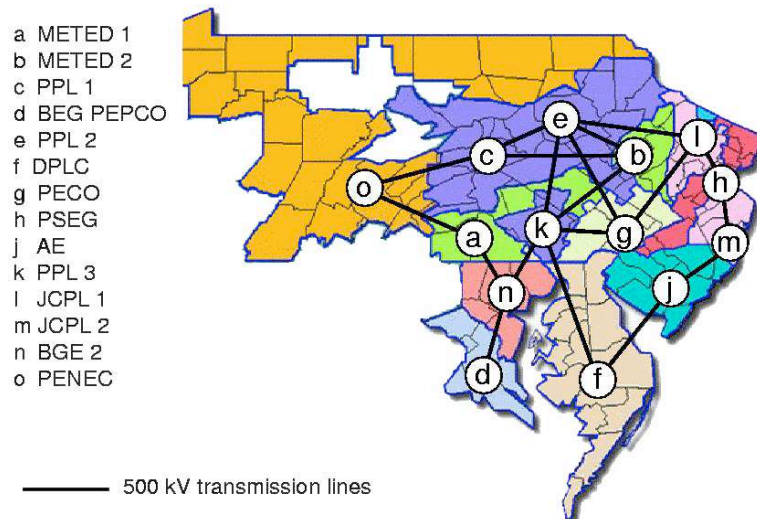 a METED 1
b METED 2
c PPL 1
d BEG PEPCO
e PPL 2
f DPLC
g PECO
h PSEG
j AE
k PPL 3
l JCPL 1
m JCPL 2
n BGE 2
o PENEC
e
l
c
b
o
h
k
g
a
m
n
j
d
f
500 kV transmission lines